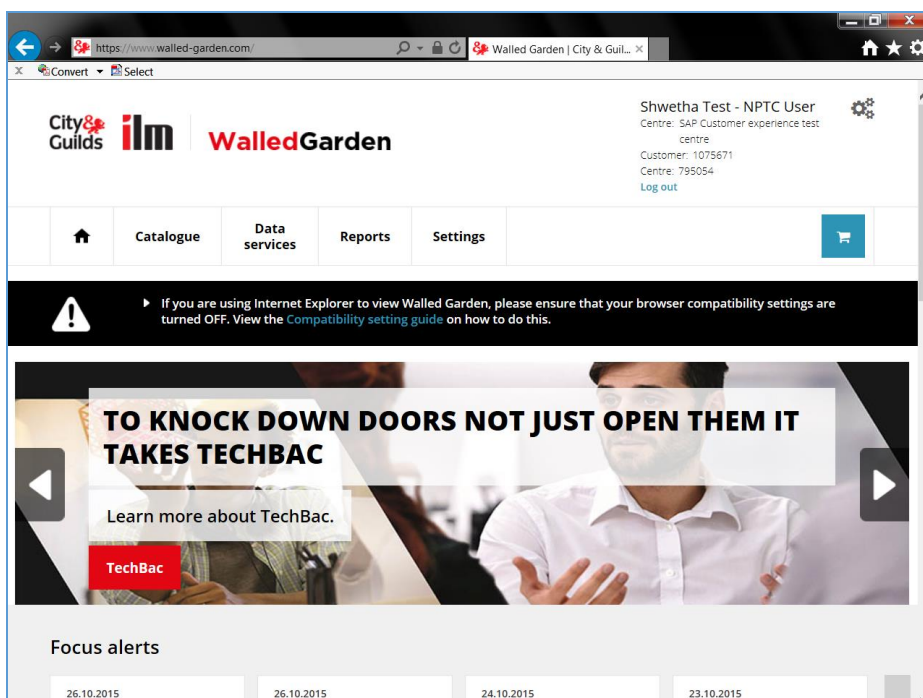 https://www.walled-garden.com/
Walled Garden | City & Guil...
x Convert Select
City&
Guilds ilm WalledGarden
Shwetha Test - NPTC User
Centre: SAP Customer experience test
centre
Customer: 1075671
Centre: 795054
Log out
Catalogue Data
services Reports Settings
If you are using Internet Explorer to view Walled Garden, please ensure that your browser compatibility settings are
turned OFF. View the Compatibility setting guide on how to do this.
TO KNOCK DOWN DOORS NOT JUST OPEN THEM IT
TAKES TECHBAC
Learn more about TechBac.
TechBac
Focus alerts
26.10.2015 26.10.2015 24.10.2015 23.10.2015